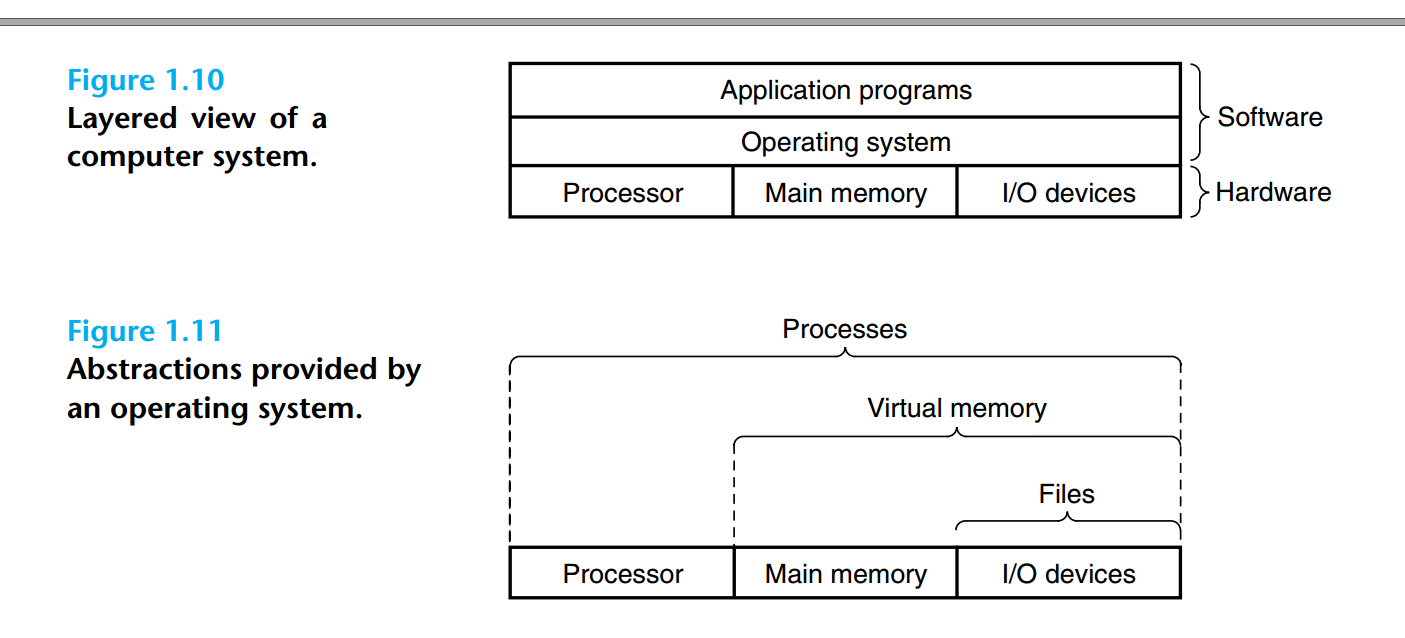 Figure 1.10
Layered view of a
computer system.
Application programs
Operating system
Processor Main memory I/O devices
Software
Hardware
Figure 1.11
Abstractions provided by
an operating system.
Processes
Virtual memory
Files
Processor Main memory I/O devices